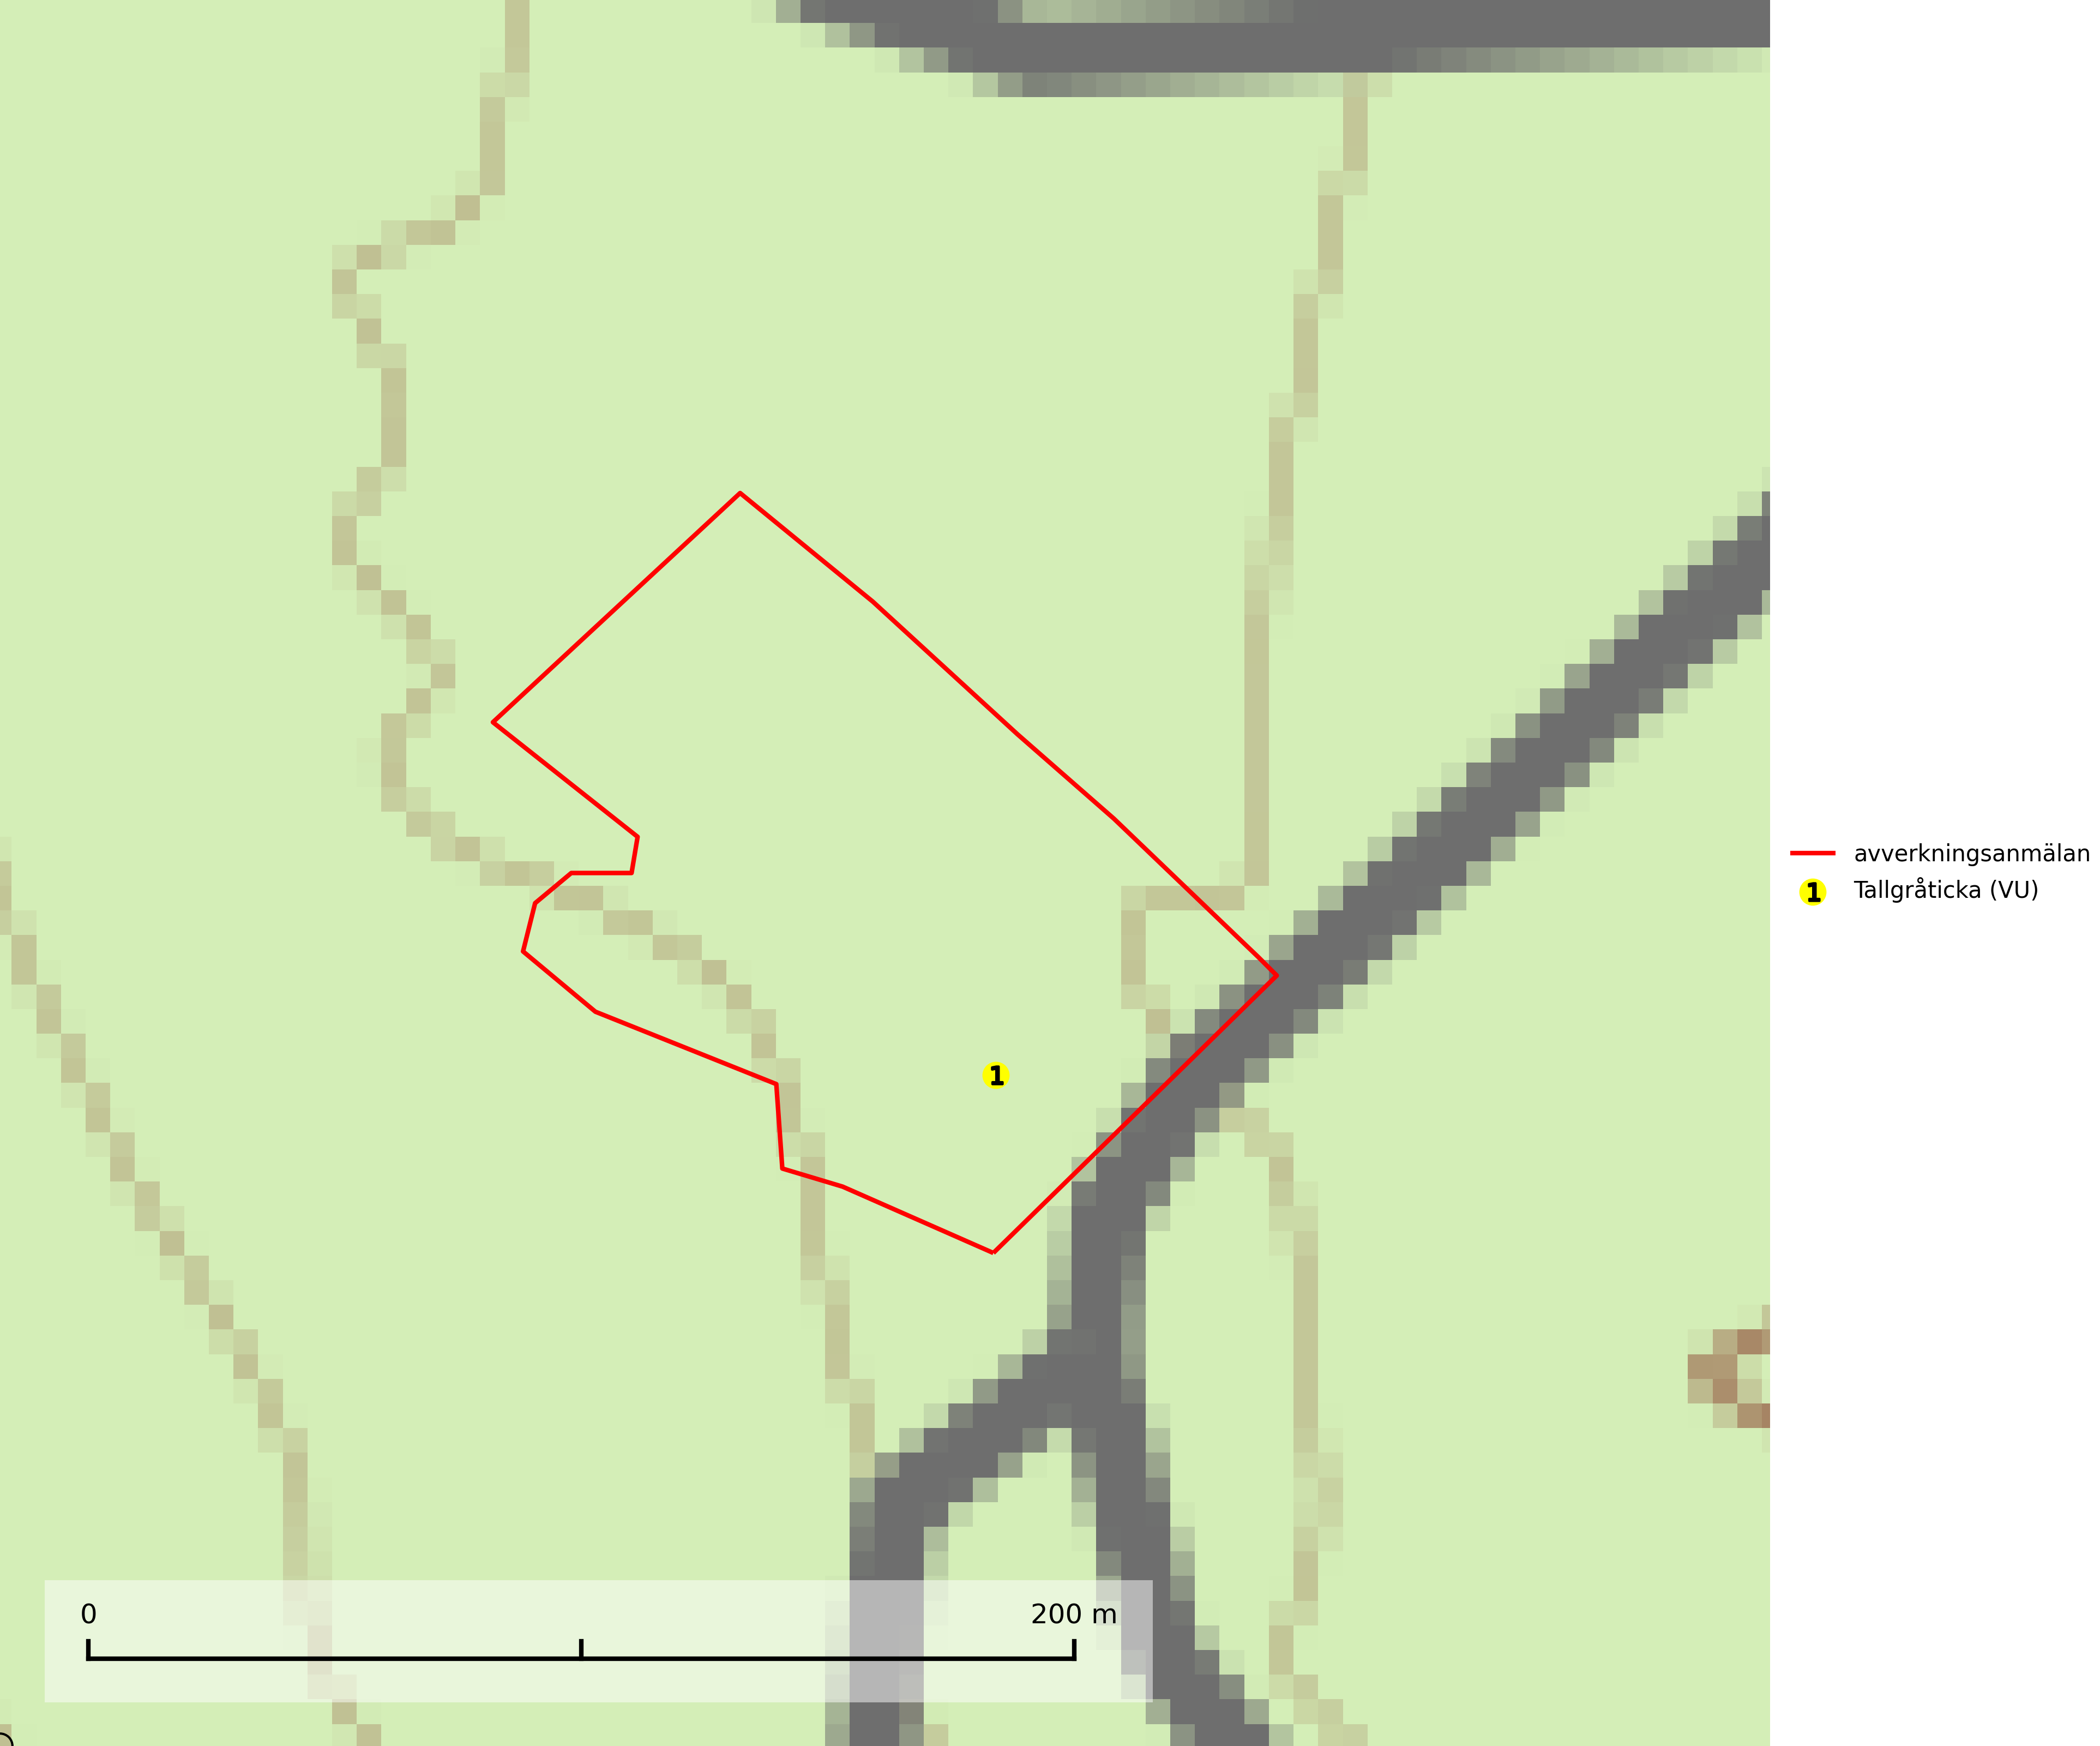 1
avverkningsanmälan
1 Tallgråticka (VU)
0 200 m